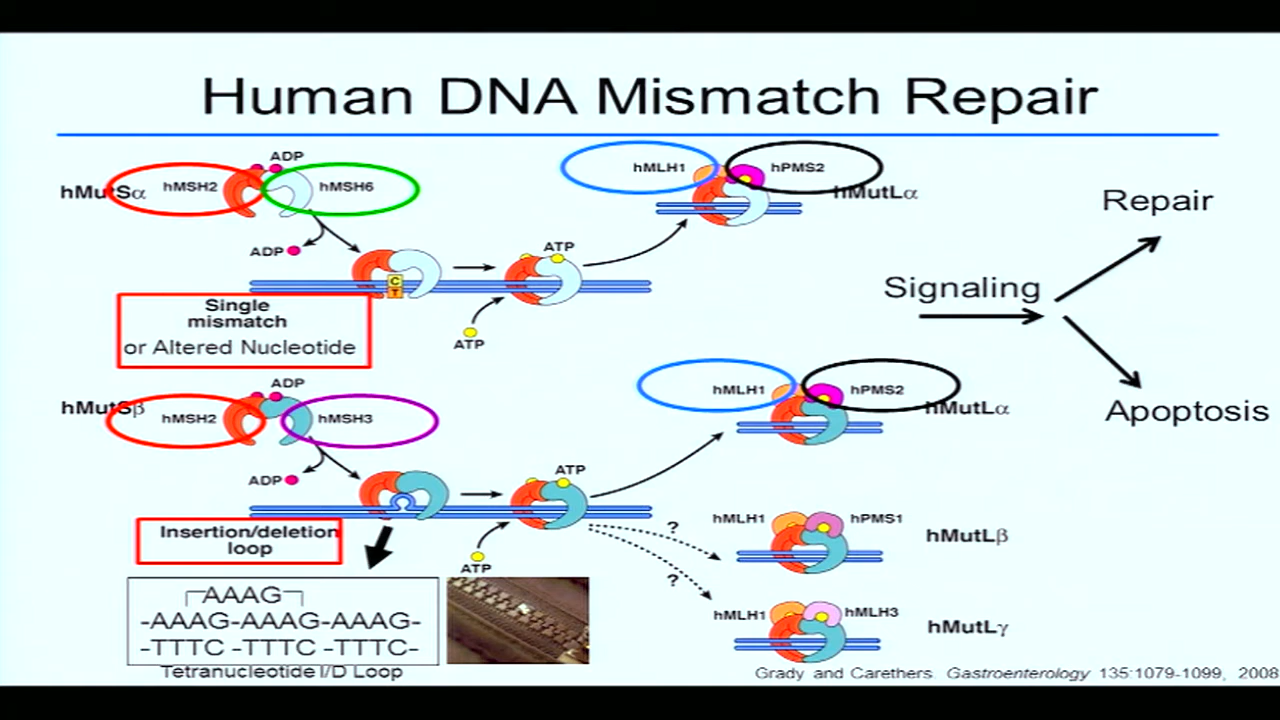 Human DNA Mismatch Repair
ADP
hMutSα
hMSH2
hMSH6
ADP
C
T
ATP
ATP
hMLH1
hPMS2
hMutLα
Single
mismatch
or Altered Nucleotide
Signaling
Repair
Apoptosis
ADP
hMutSβ
hMSH2
hMSH3
ADP
ATP
ATP
hMLH1
hPMS2
hMutLα
Insertion/deletion
loop
?
?
hMLH1
hPMS1
hMutLβ
hMLH1
hMLH3
hMutLγ
AAAG
-AAAG-AAAG-AAAG-
-TTTC -TTTC -TTTC-
Tetranucleotide I/D Loop
Grady and Carethers. Gastroenterology 135:1079-1099, 2008